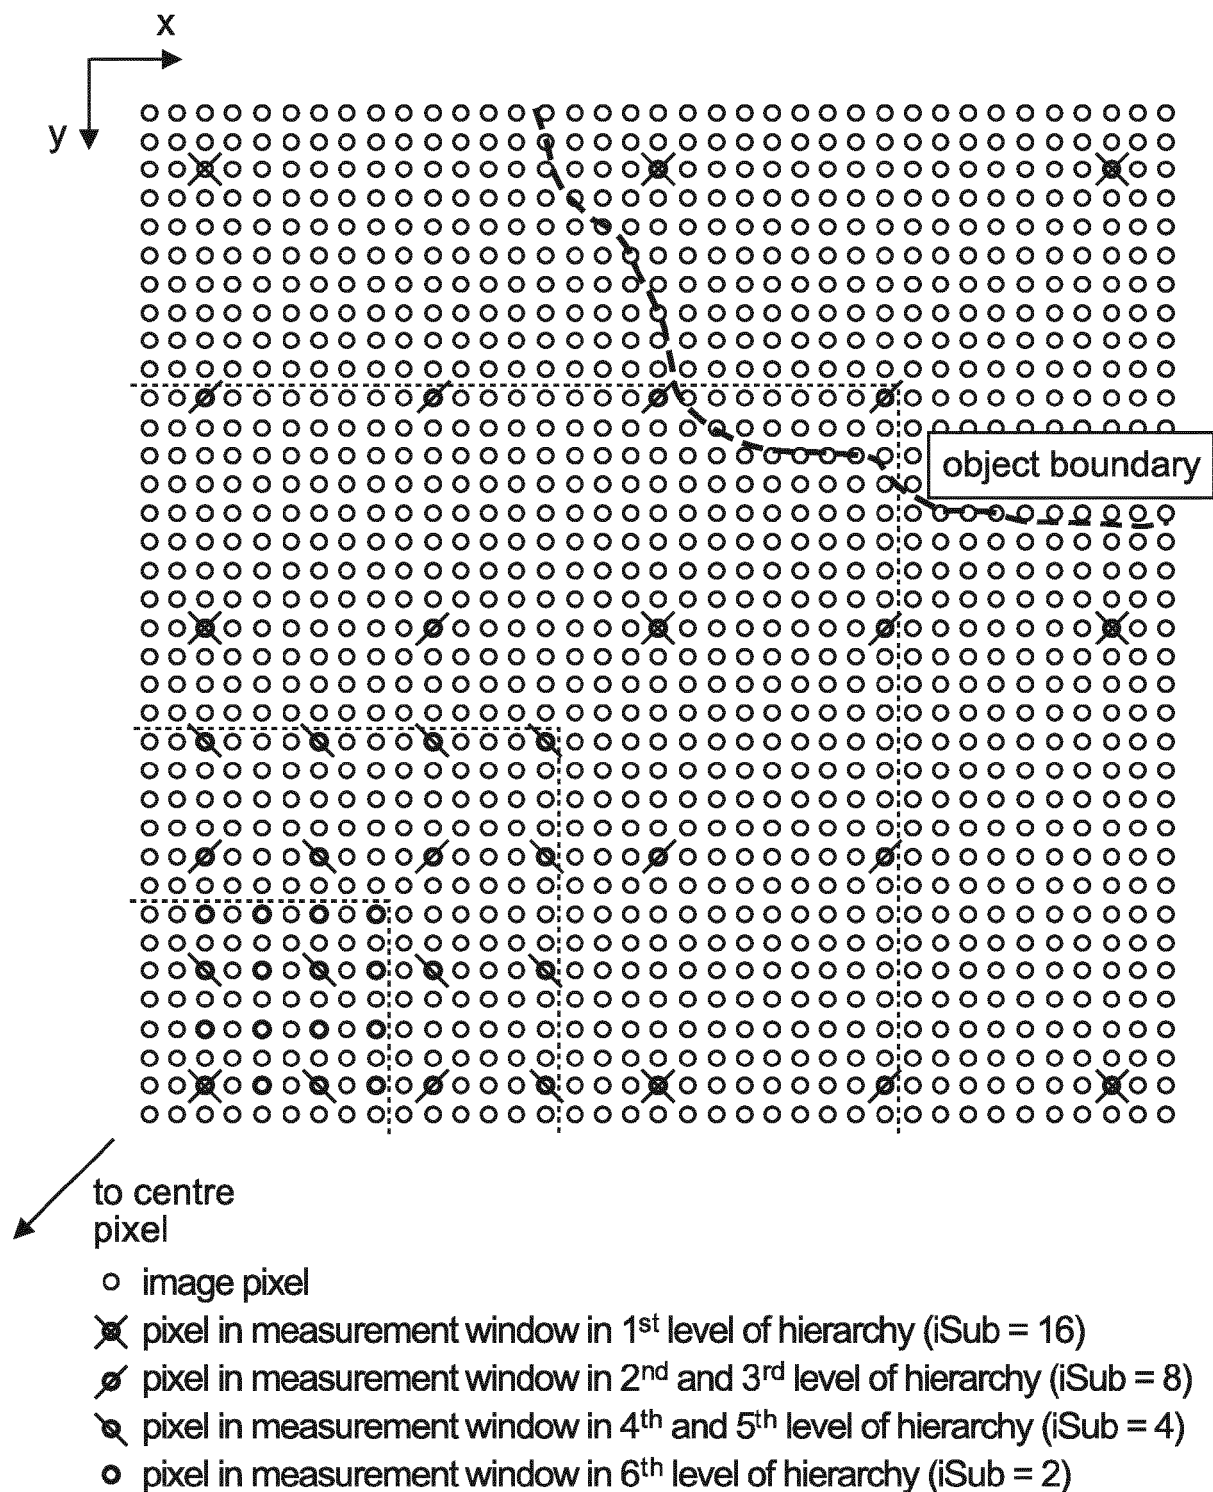 x
y
object boundary
to centre
pixel
image pixel
pixel in measurement window in 1st level of hierarchy (iSub = 16)
pixel in measurement window in 2nd and 3rd level of hierarchy (iSub = 8)
pixel in measurement window in 4th and 5th level of hierarchy (iSub = 4)
pixel in measurement window in 6th level of hierarchy (iSub = 2)